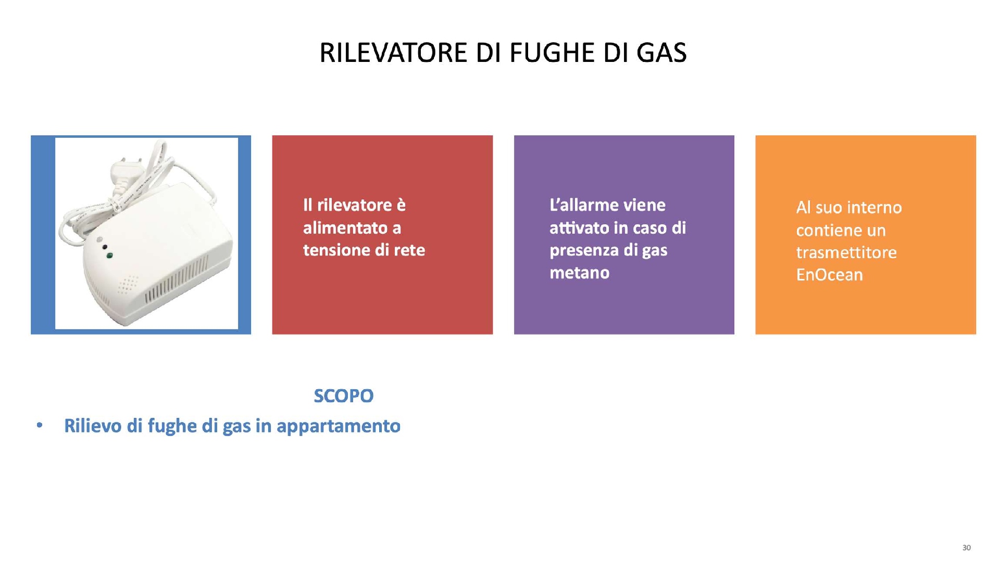 RILEVATORE DI FUGHE DI GAS
Il rilevatore è
alimentato a
tensione di rete
L’allarme viene
attivato in caso di
presenza di gas
metano
Al suo interno
contiene un
trasmettitore
EnOcean
SCOPO
• Rilievo di fughe di gas in appartamento
30